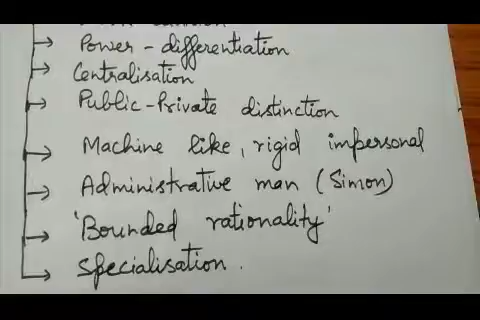 Power - differentiation
Centralisation
Public-Private distinction
Machine like, rigid impersonal
Administrative man (Simon)
'Bounded rationality'
Specialisation.